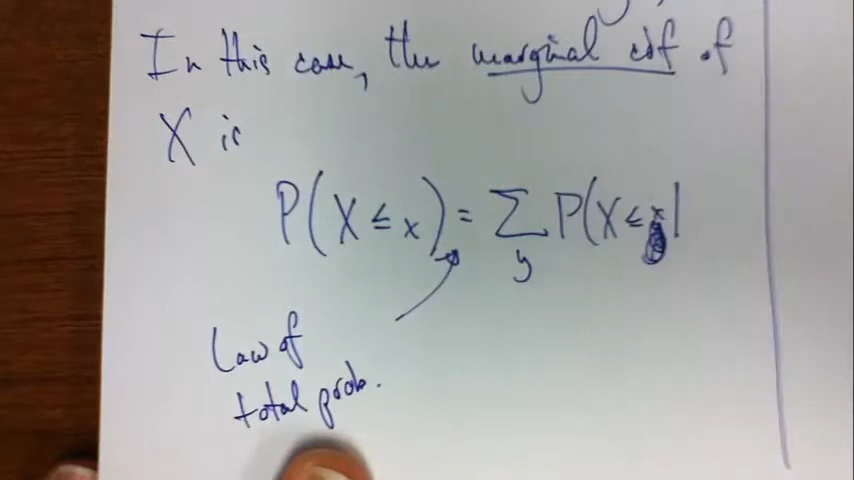 In this case, the marginal cdf of
X is
P(X ≤ x) = ∑ P(X ≤ x |
y
Law of
total prob.